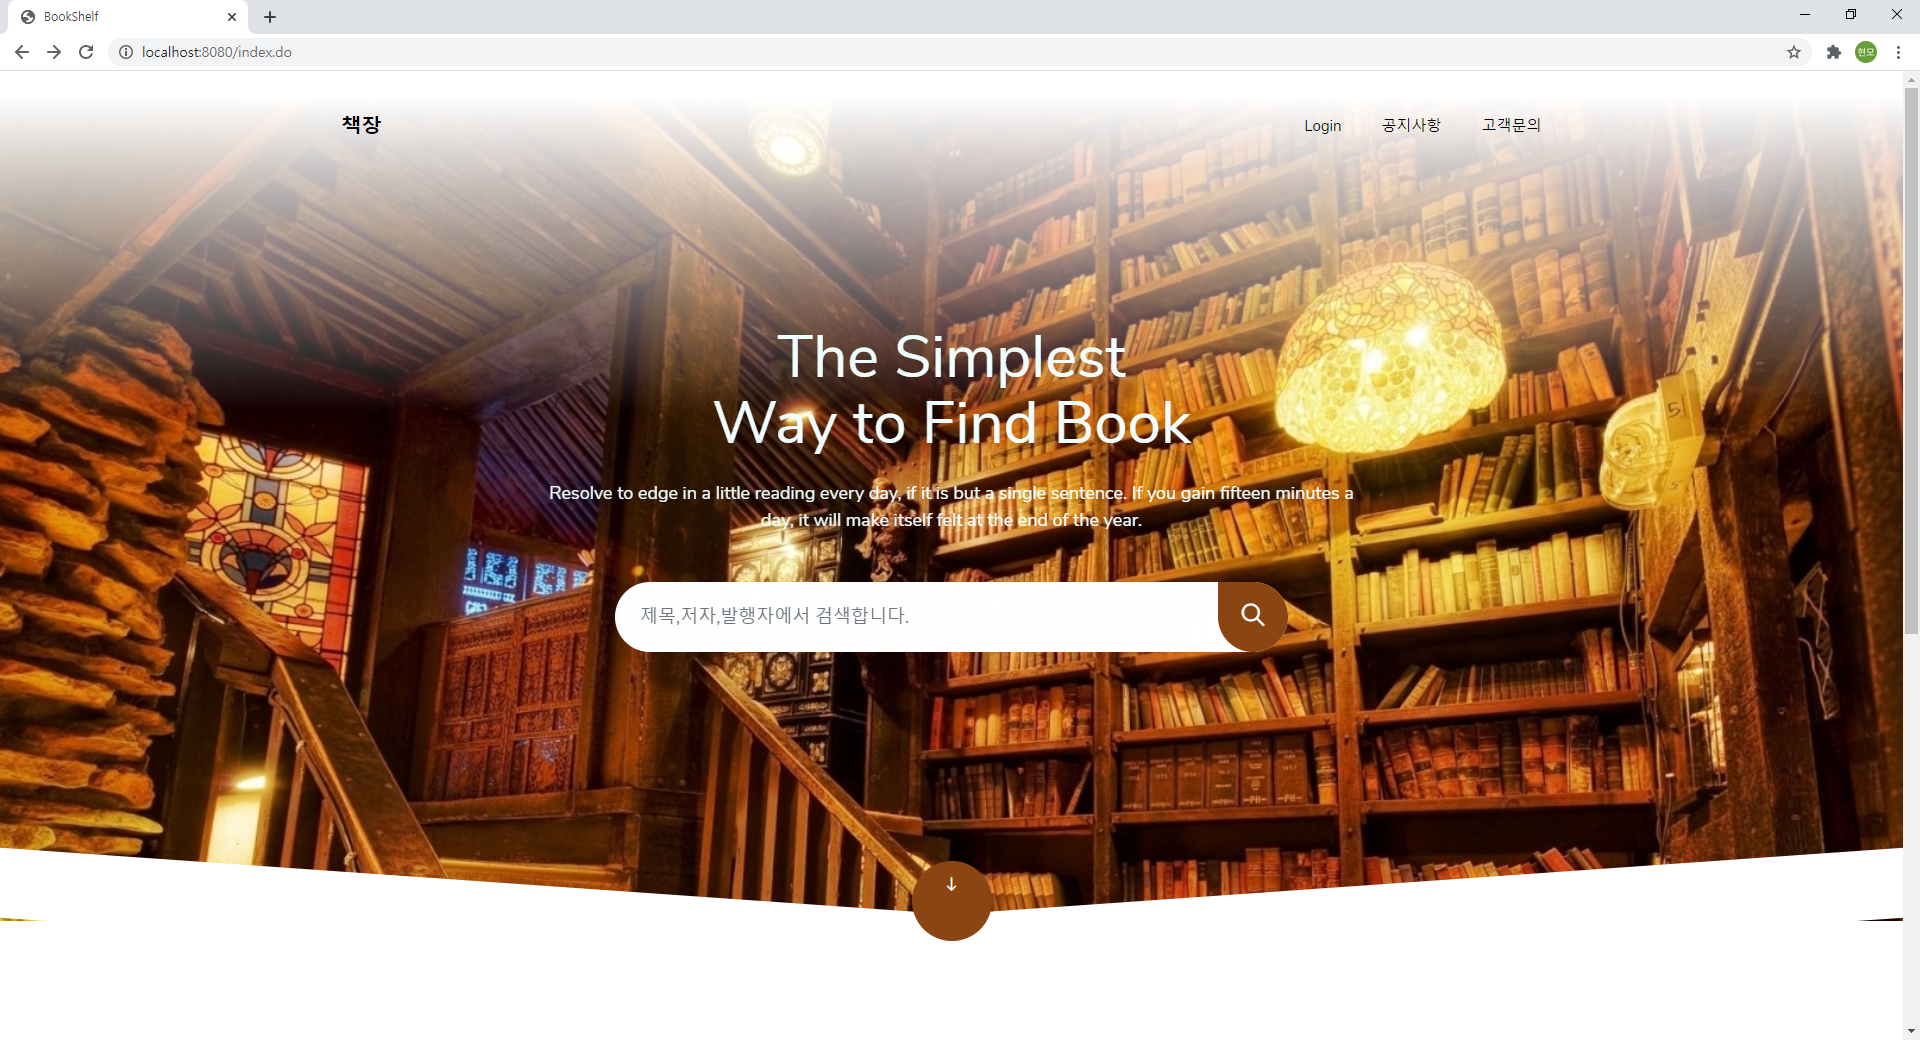 BookShelf
localhost:8080/index.do
현모
책장
Login
공지사항
고객문의
The Simplest
Way to Find Book
Resolve to edge in a little reading every day, if it is but a single sentence. If you gain fifteen minutes a
day, it will make itself felt at the end of the year.
제목,저자,발행자에서 검색합니다.